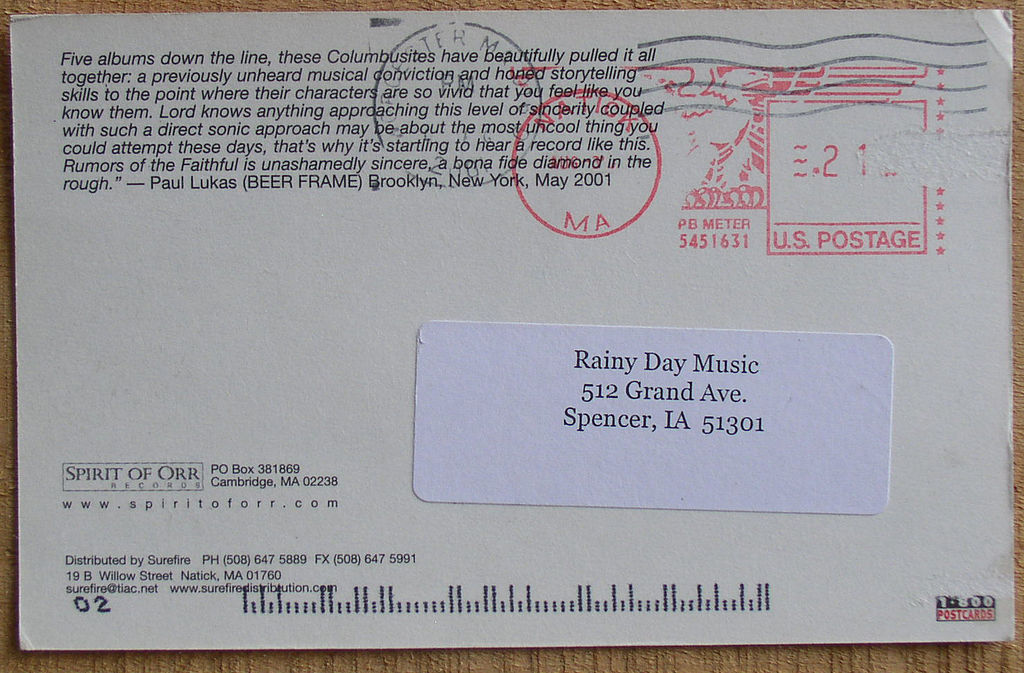 Five albums down the line, these Columbusites have beautifully pulled it all
together: a previously unheard musical conviction and honed storytelling
skills to the point where their characters are so vivid that you feel like you
know them. Lord knows anything approaching this level of sincerity coupled
with such a direct sonic approach may be about the most uncool thing you
could attempt these days, that's why it's startling to hear a record like this.
Rumors of the Faithful is unashamedly sincere, a bona fide diamond in the
rough." — Paul Lukas (BEER FRAME) Brooklyn, New York, May 2001
MA
PB METER
5451631
U.S. POSTAGE
Rainy Day Music
512 Grand Ave.
Spencer, IA 51301
SPIRIT OF ORR
RECORDS
PO Box 381869
Cambridge, MA 02238
www.spiritoforr.com
Distributed by Surefire PH (508) 647 5889 FX (508) 647 5991
19 B Willow Street Natick, MA 01760
surefire@tiac.net www.surefiredistribution.com
02
1-800
POSTCARDS